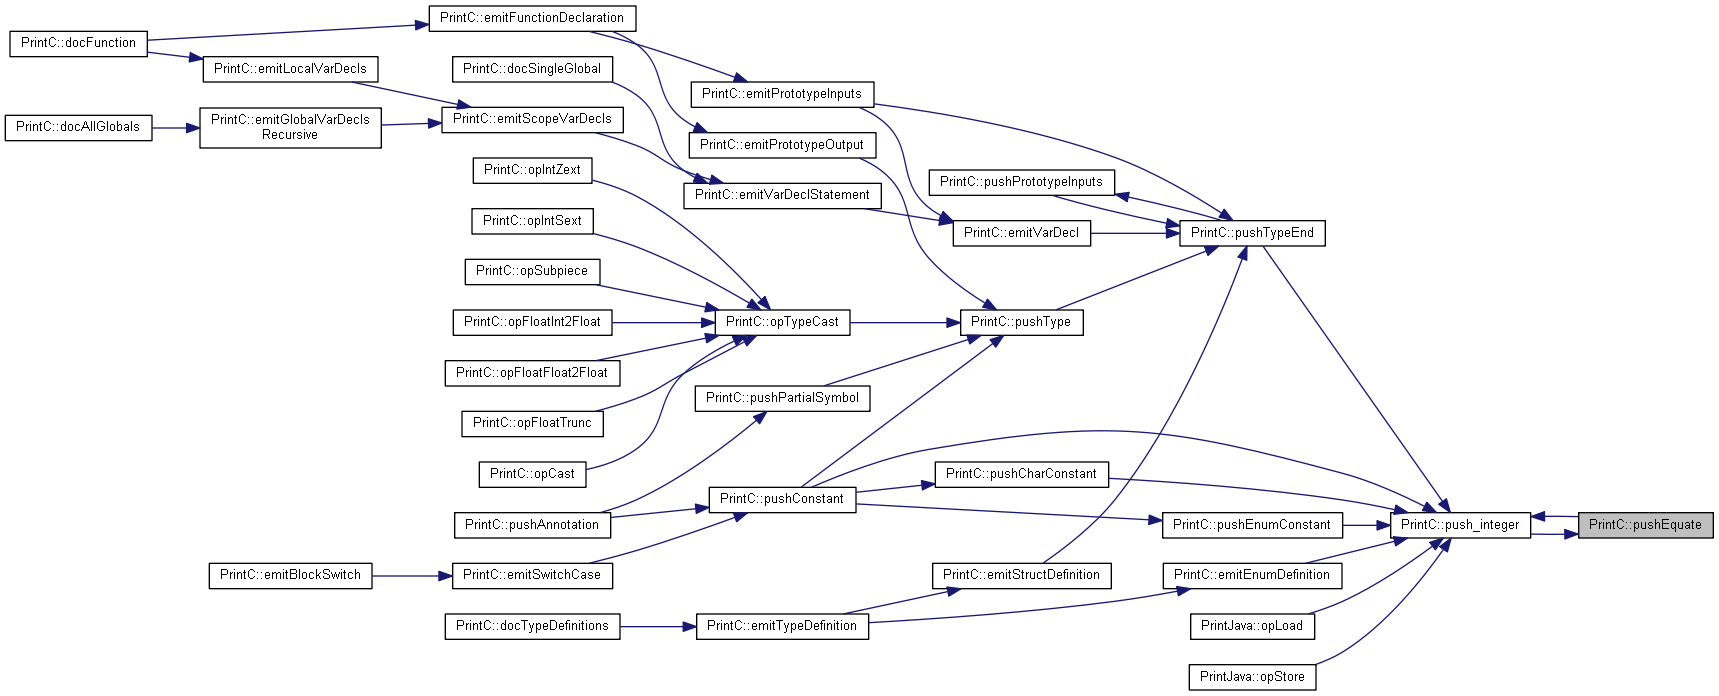 PrintC::emitFunctionDeclaration
PrintC::docFunction
PrintC::emitLocalVarDecls
PrintC::docSingleGlobal
PrintC::emitPrototypeInputs
PrintC::docAllGlobals
PrintC::emitGlobalVarDecls
Recursive
PrintC::emitScopeVarDecls
PrintC::emitPrototypeOutput
PrintC::opIntZext
PrintC::emitVarDeclStatement
PrintC::pushPrototypeInputs
PrintC::opIntSext
PrintC::emitVarDecl
PrintC::pushTypeEnd
PrintC::opSubpiece
PrintC::opFloatInt2Float
PrintC::opTypeCast
PrintC::pushType
PrintC::opFloatFloat2Float
PrintC::pushPartialSymbol
PrintC::opFloatTrunc
PrintC::opCast
PrintC::pushCharConstant
PrintC::pushConstant
PrintC::pushAnnotation
PrintC::pushEnumConstant
PrintC::push_integer
PrintC::pushEquate
PrintC::emitBlockSwitch
PrintC::emitSwitchCase
PrintC::emitStructDefinition
PrintC::emitEnumDefinition
PrintC::docTypeDefinitions
PrintC::emitTypeDefinition
PrintJava::opLoad
PrintJava::opStore